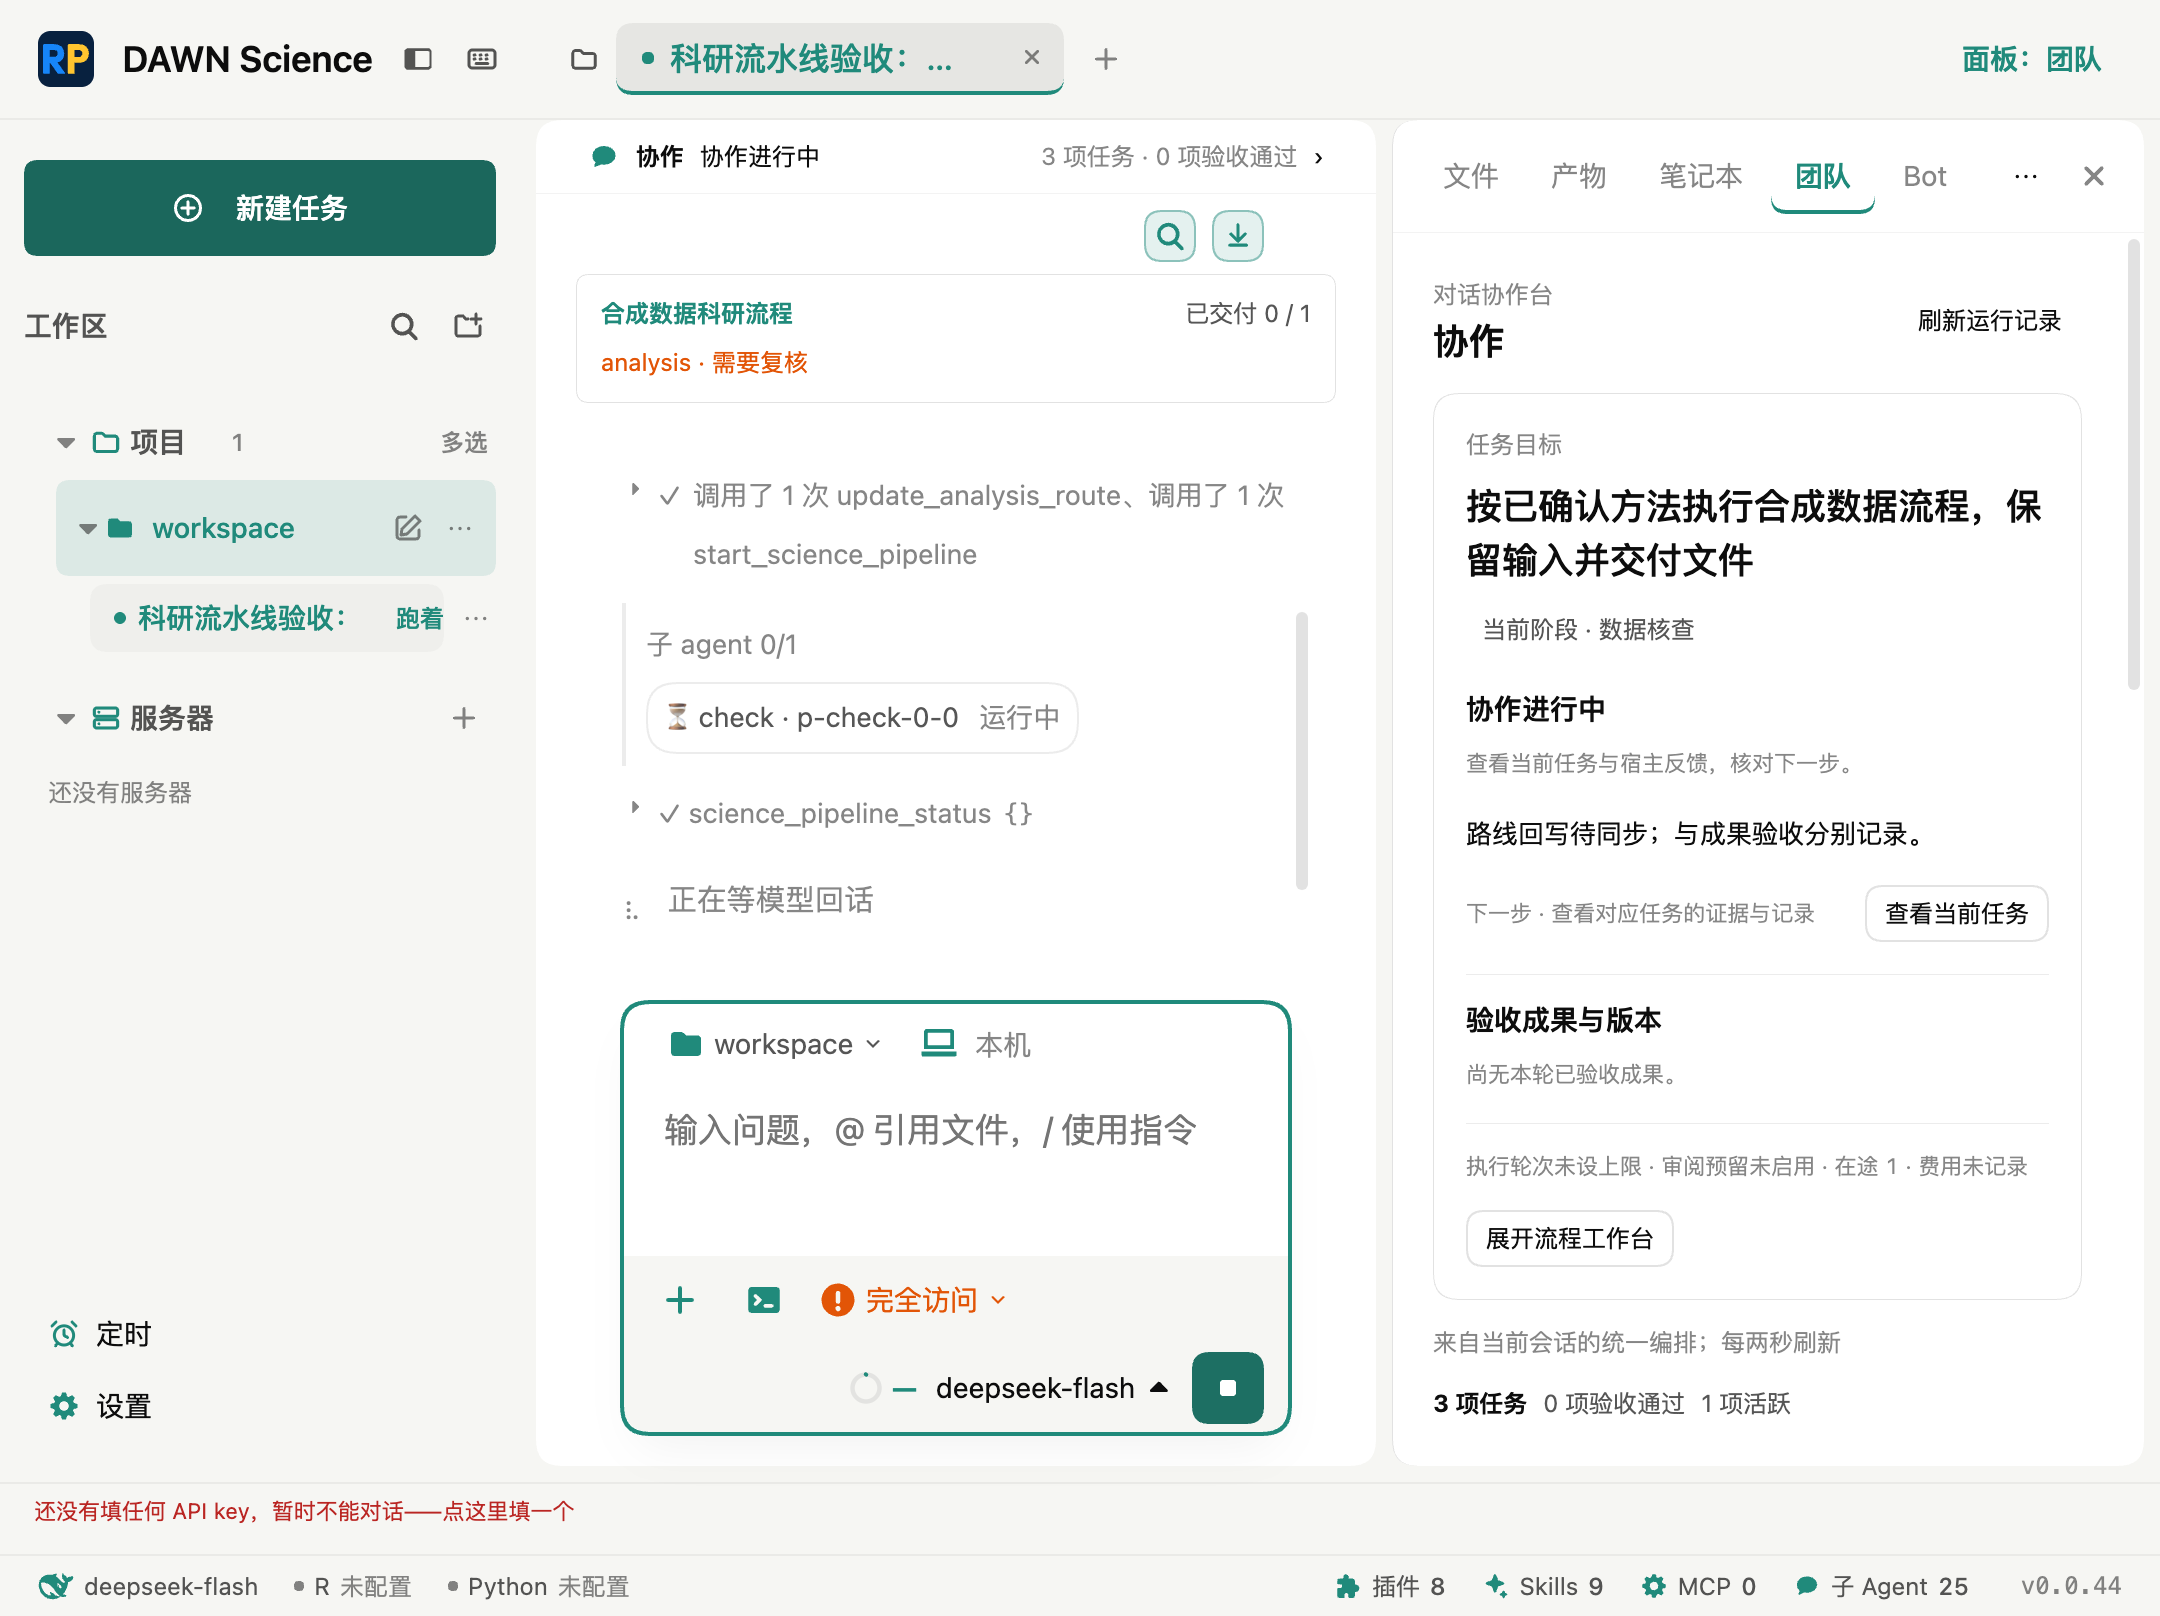 RP DAWN Science
科研流水线验收：...
面板：团队
新建任务
工作区
项目 1 多选
workspace
科研流水线验收： 跑着
服务器
还没有服务器
定时
设置
协作 协作进行中 3 项任务 · 0 项验收通过
合成数据科研流程 已交付 0 / 1
analysis · 需要复核
调用了 1 次 update_analysis_route、调用了 1 次
start_science_pipeline
子 agent 0/1
check · p-check-0-0 运行中
science_pipeline_status {}
正在等模型回话
workspace 本机
输入问题，@ 引用文件，/ 使用指令
完全访问
deepseek-flash
文件 产物 笔记本 团队 Bot
对话协作台
协作
刷新运行记录
任务目标
按已确认方法执行合成数据流程，保
留输入并交付文件
当前阶段 · 数据核查
协作进行中
查看当前任务与宿主反馈，核对下一步。
路线回写待同步；与成果验收分别记录。
下一步 · 查看对应任务的证据与记录 查看当前任务
验收成果与版本
尚无本轮已验收成果。
执行轮次未设上限 · 审阅预留未启用 · 在途 1 · 费用未记录
展开流程工作台
来自当前会话的统一编排；每两秒刷新
3 项任务 0 项验收通过 1 项活跃
还没有填任何 API key，暂时不能对话——点这里填一个
deepseek-flash R 未配置 Python 未配置
插件 8 Skills 9 MCP 0 子 Agent 25 v0.0.44